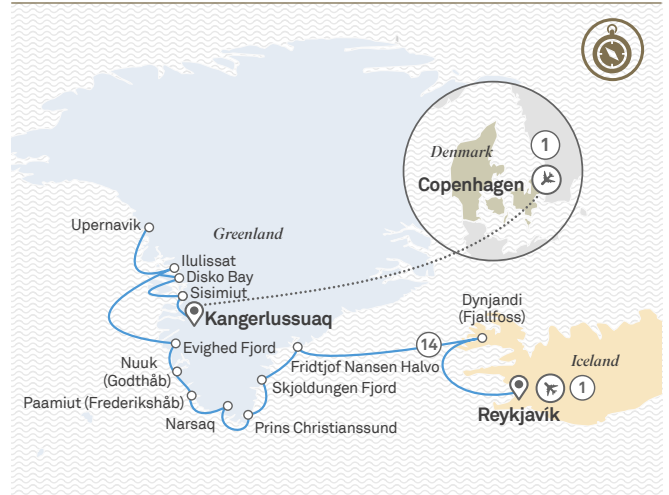 Denmark
1
Copenhagen
Upernavik
Greenland
Ilulissat
Disko Bay
Sisimiut
Kangerlussuaq
Dynjandi
(Fjallfoss)
14
Evighed Fjord
Fridtjof Nansen Halvo
Iceland
Nuuk
(Godthåb)
Skjoldungen Fjord
1
Paamiut (Frederikshåb)
Reykjavík
Narsaq
Prins Christianssund